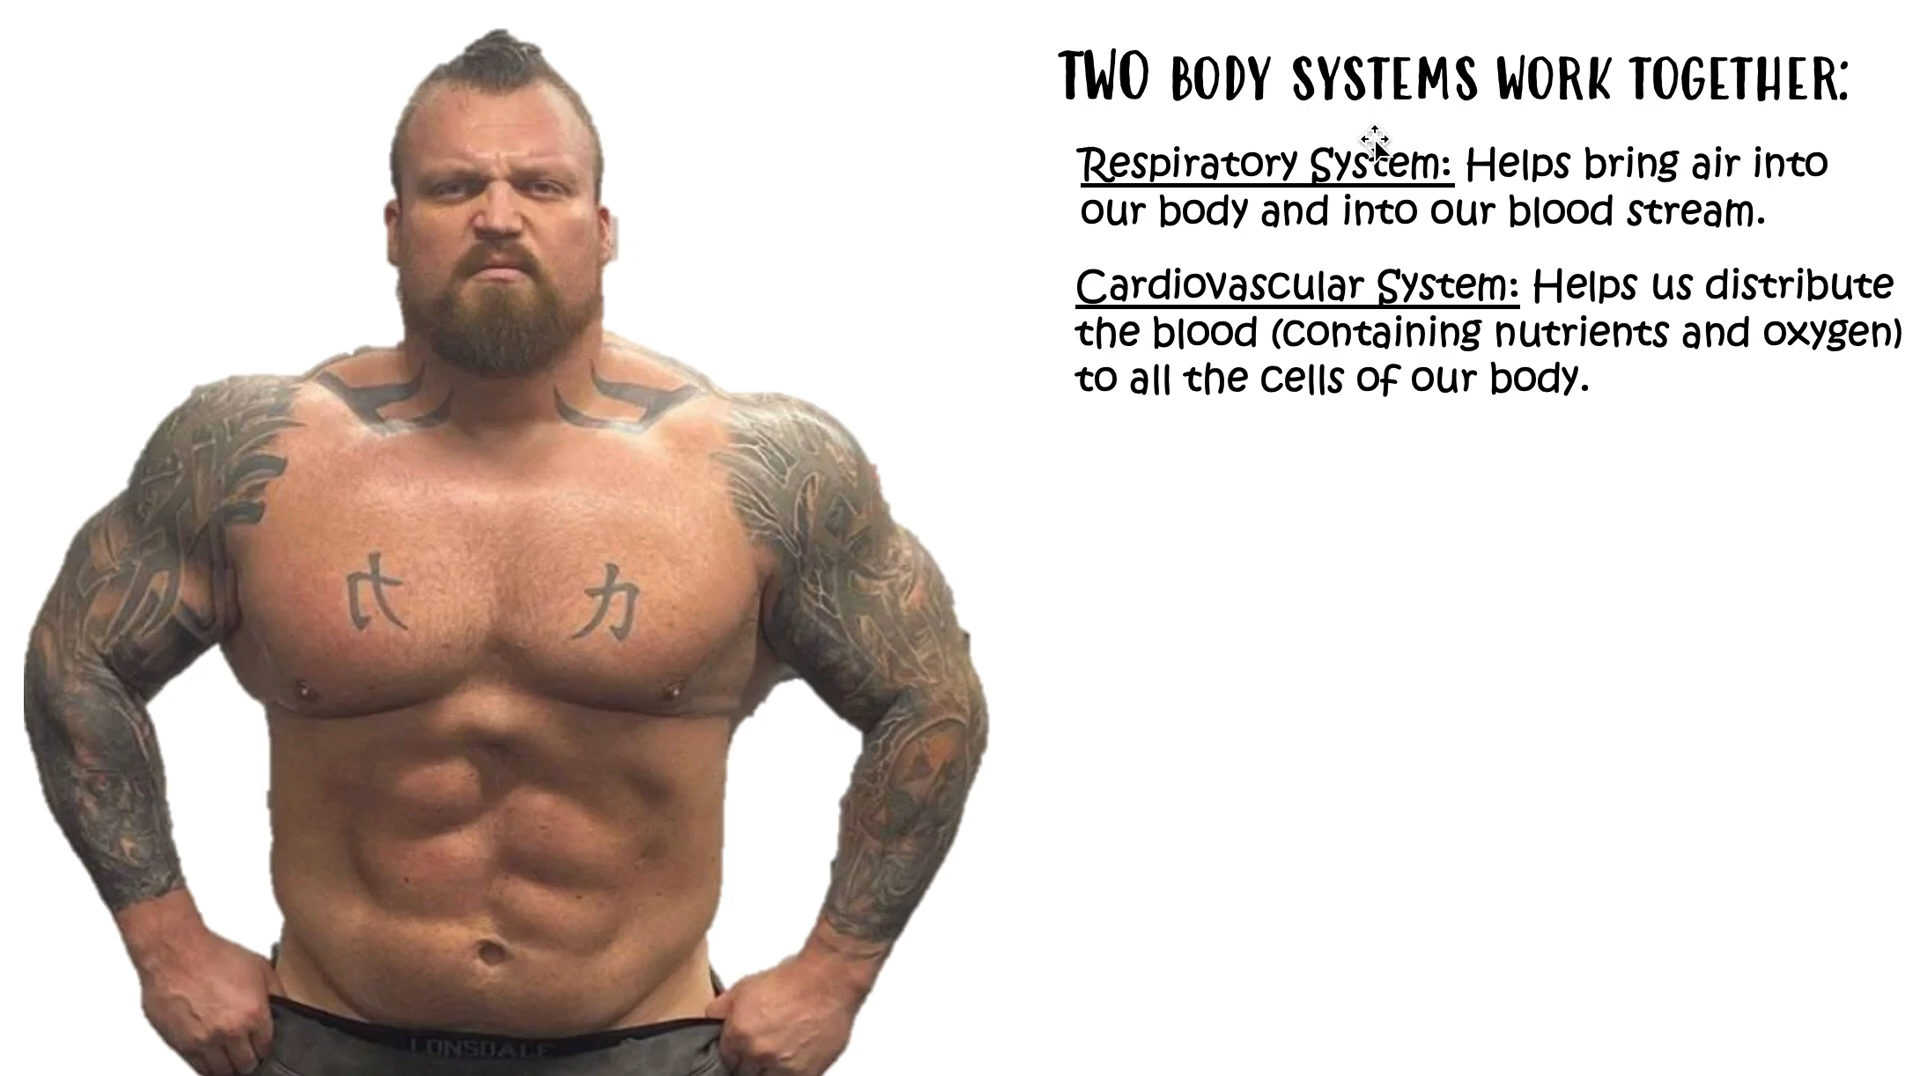 TWO BODY SYSTEMS WORK TOGETHER:
Respiratory System: Helps bring air into
our body and into our blood stream.
Cardiovascular System: Helps us distribute
the blood (containing nutrients and oxygen)
to all the cells of our body.
力
LONSDALE